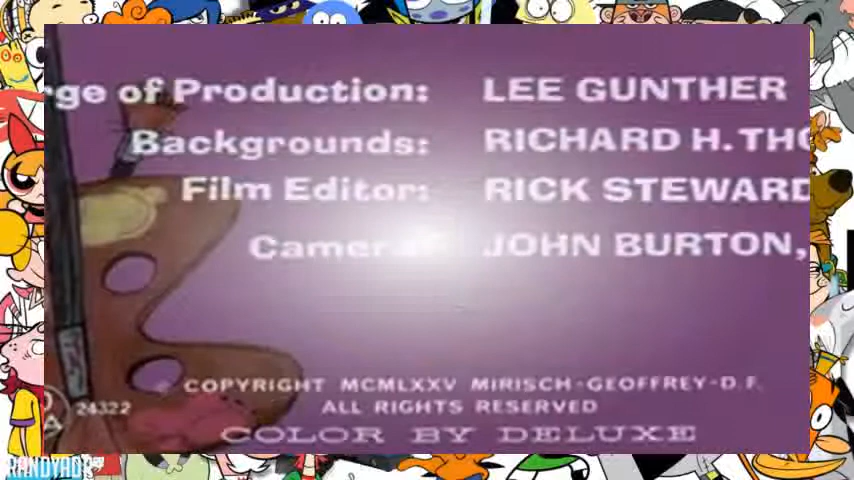 rge of Production: LEE GUNTHER
Backgrounds: RICHARD H. THO
Film Editor: RICK STEWARD
Camera: JOHN BURTON,
COPYRIGHT MCMLXXV MIRISCH-GEOFFREY-D.F.
24322
ALL RIGHTS RESERVED
COLOR BY DELUXE